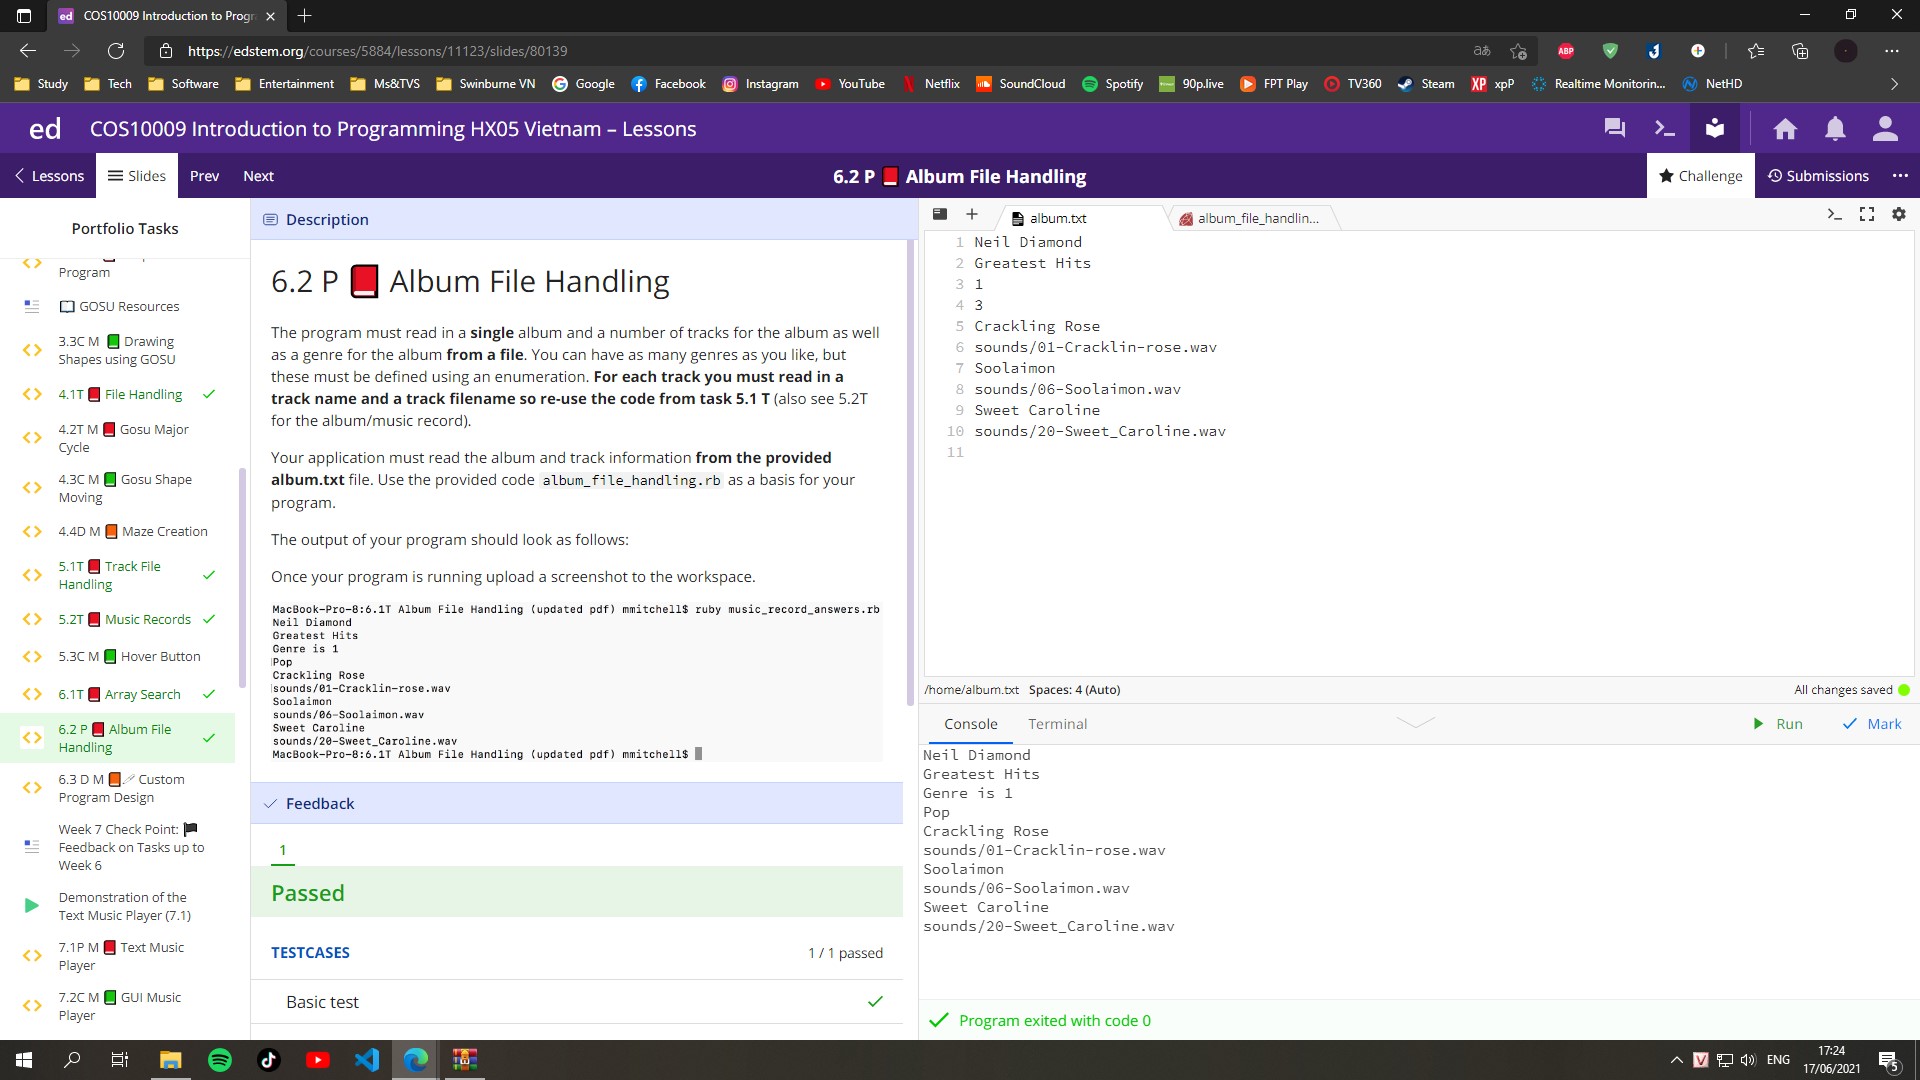 COS10009 Introduction to Progr
https://edstem.org/courses/5884/lessons/11123/slides/80139
Study
Tech
Software
Entertainment
Ms&TVS
Swinburne VN
Google
Facebook
Instagram
YouTube
Netflix
SoundCloud
Spotify
90p.live
FPT Play
TV360
Steam
xpP
Realtime Monitorin...
NetHD
ed COS10009 Introduction to Programming HX05 Vietnam – Lessons
Lessons
Slides
Prev
Next
6.2 P 📕 Album File Handling
Challenge
Submissions
Portfolio Tasks
Program
GOSU Resources
3.3C M 📗 Drawing
Shapes using GOSU
4.1T 📕 File Handling
4.2T M 📕 Gosu Major
Cycle
4.3C M 📗 Gosu Shape
Moving
4.4D M 📙 Maze Creation
5.1T 📕 Track File
Handling
5.2T 📕 Music Records
5.3C M 📗 Hover Button
6.1T 📕 Array Search
6.2 P 📕 Album File
Handling
6.3 D M 📙 Custom
Program Design
Week 7 Check Point: 🏴
Feedback on Tasks up to
Week 6
Demonstration of the
Text Music Player (7.1)
7.1P M 📕 Text Music
Player
7.2C M 📗 GUI Music
Player
Description
6.2 P 📕 Album File Handling
The program must read in a single album and a number of tracks for the album as well
as a genre for the album from a file. You can have as many genres as you like, but
these must be defined using an enumeration. For each track you must read in a
track name and a track filename so re-use the code from task 5.1 T (also see 5.2T
for the album/music record).
Your application must read the album and track information from the provided
album.txt file. Use the provided code album_file_handling.rb as a basis for your
program.
The output of your program should look as follows:
Once your program is running upload a screenshot to the workspace.
MacBook-Pro-8:6.1T Album File Handling (updated pdf) mmitchell$ ruby music_record_answers.rb
Neil Diamond
Greatest Hits
Genre is 1
Pop
Crackling Rose
sounds/01-Cracklin-rose.wav
Soolaimon
sounds/06-Soolaimon.wav
Sweet Caroline
sounds/20-Sweet_Caroline.wav
MacBook-Pro-8:6.1T Album File Handling (updated pdf) mmitchell$
Feedback
1
Passed
TESTCASES
1 / 1 passed
Basic test
album.txt
album_file_handlin...
1 Neil Diamond
2 Greatest Hits
3 1
4 3
5 Crackling Rose
6 sounds/01-Cracklin-rose.wav
7 Soolaimon
8 sounds/06-Soolaimon.wav
9 Sweet Caroline
10 sounds/20-Sweet_Caroline.wav
11
/home/album.txt Spaces: 4 (Auto)
All changes saved
Console
Terminal
Run
Mark
Neil Diamond
Greatest Hits
Genre is 1
Pop
Crackling Rose
sounds/01-Cracklin-rose.wav
Soolaimon
sounds/06-Soolaimon.wav
Sweet Caroline
sounds/20-Sweet_Caroline.wav
Program exited with code 0
ENG
17:24
17/06/2021
5